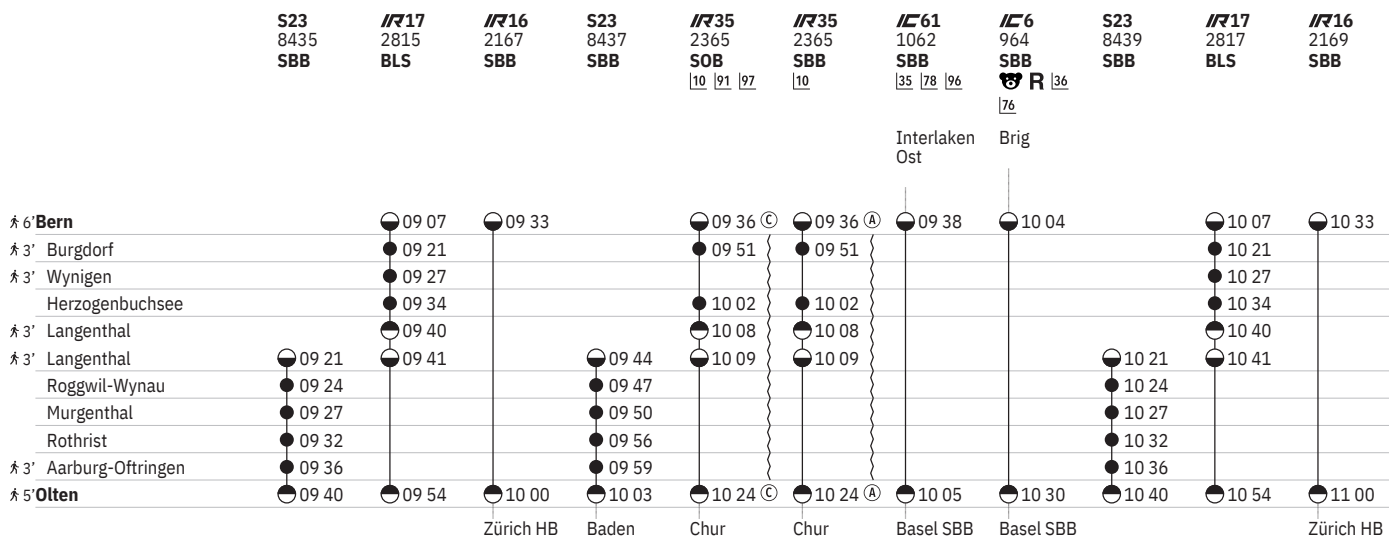 S23 IR17 IR16 S23 IR35 IR35 IC61 IC6 S23 IR17 IR16
8435 2815 2167 8437 2365 2365 1062 964 8439 2817 2169
SBB BLS SBB SBB SOB SBB SBB SBB SBB BLS SBB
10 91 97 10 35 78 96 R 36
76
Interlaken Brig
Ost
6' Bern 09 07 09 33 09 36 C 09 36 A 09 38 10 04 10 07 10 33
3' Burgdorf 09 21 09 51 09 51 10 21
3' Wynigen 09 27 10 27
Herzogenbuchsee 09 34 10 02 10 02 10 34
3' Langenthal 09 40 10 08 10 08 10 40
3' Langenthal 09 21 09 41 09 44 10 09 10 09 10 21 10 41
Roggwil-Wynau 09 24 09 47 10 24
Murgenthal 09 27 09 50 10 27
Rothrist 09 32 09 56 10 32
3' Aarburg-Oftringen 09 36 09 59 10 36
5' Olten 09 40 09 54 10 00 10 03 10 24 C 10 24 A 10 05 10 30 10 40 10 54 11 00
Zürich HB Baden Chur Chur Basel SBB Basel SBB Zürich HB